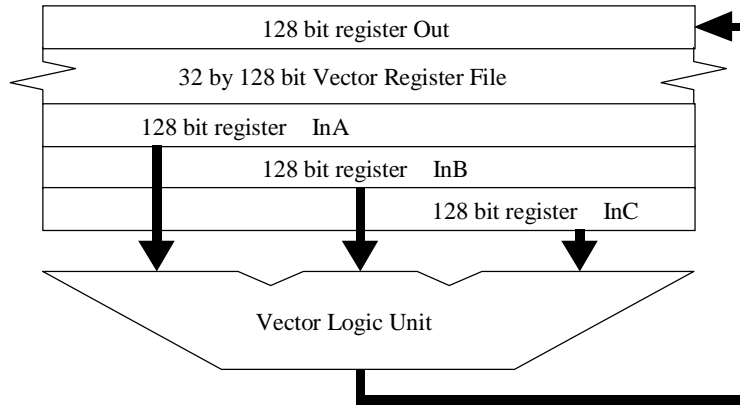 128 bit register Out
32 by 128 bit Vector Register File
128 bit register InA
128 bit register InB
128 bit register InC
Vector Logic Unit